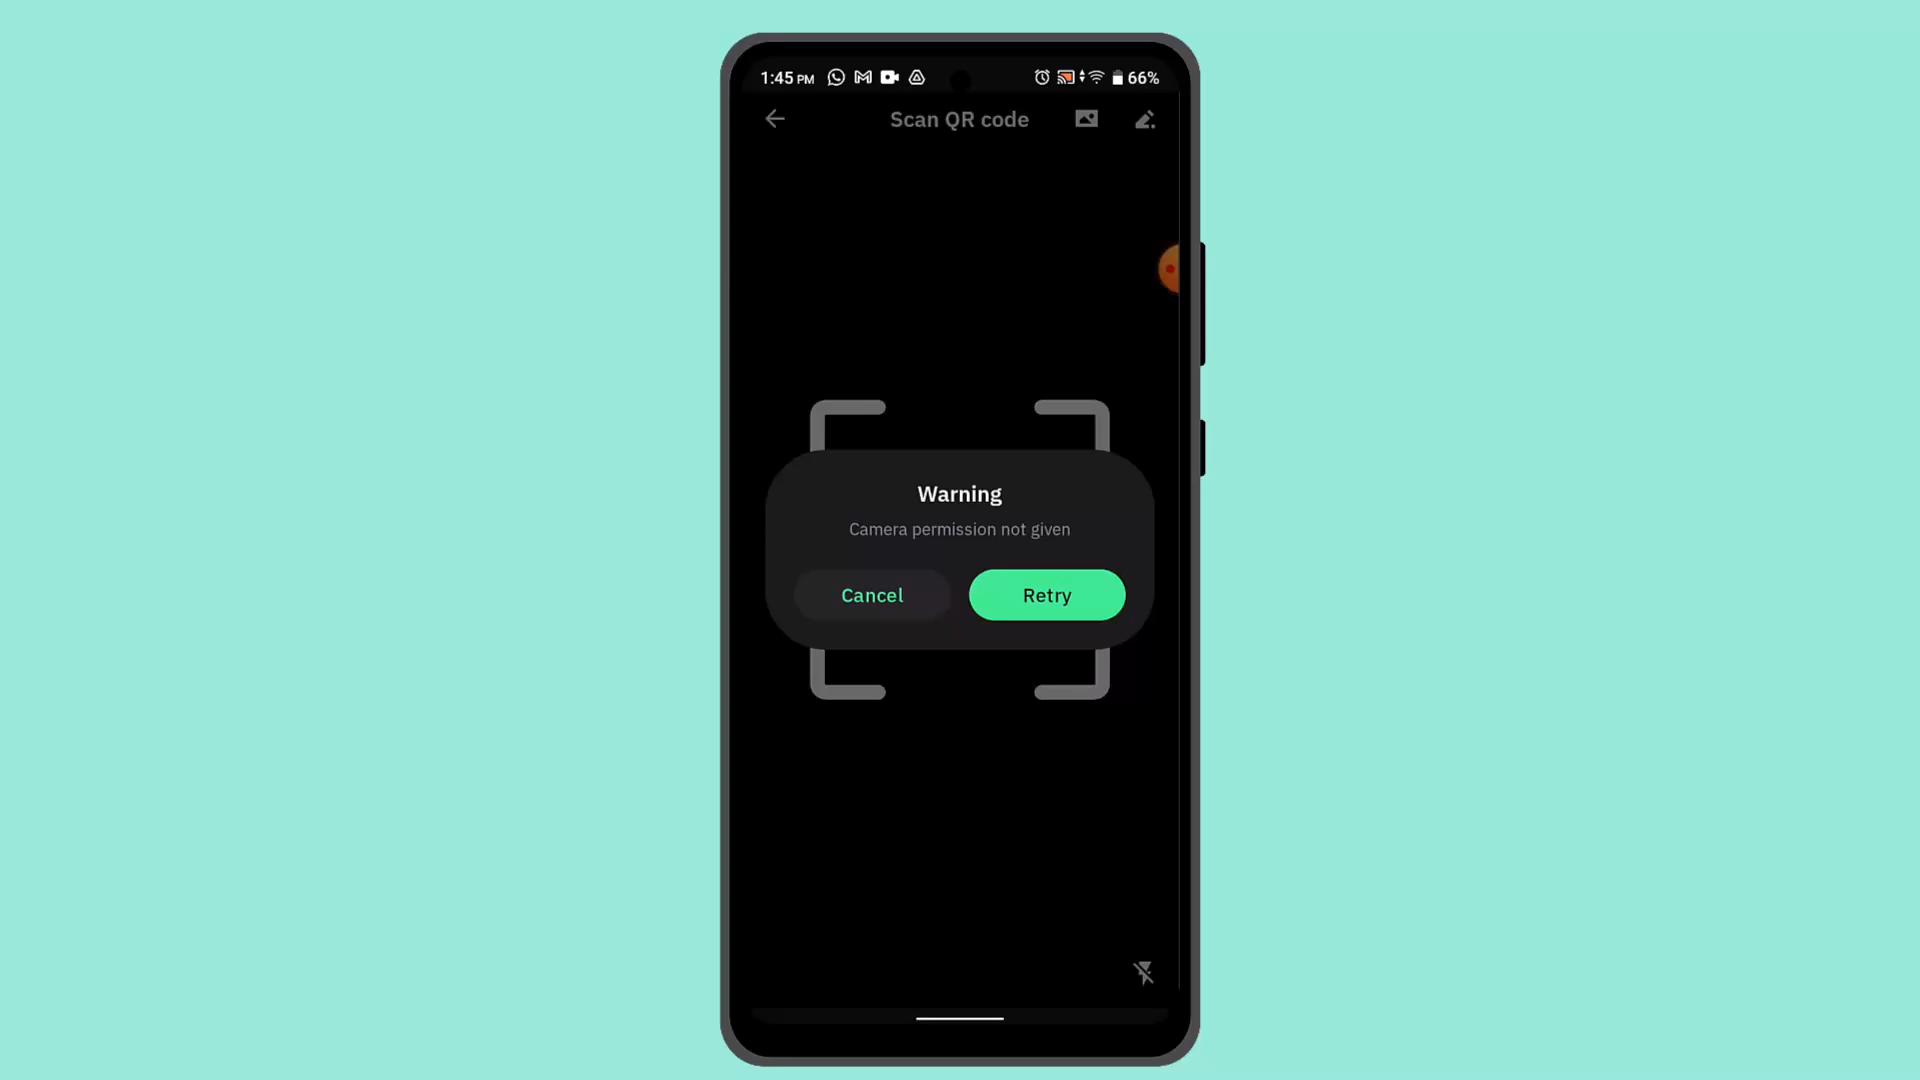 1:45 PM 66%
Scan QR code
Warning
Camera permission not given
Cancel Retry